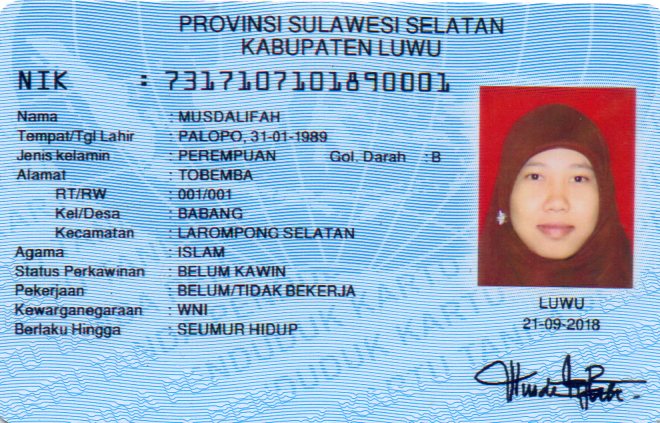 PROVINSI SULAWESI SELATAN
KABUPATEN LUWU
NIK : 7317107101890001
Nama : MUSDALIFAH
Tempat/Tgl Lahir : PALOPO, 31-01-1989
Jenis kelamin : PEREMPUAN Gol. Darah : B
Alamat : TOBEMBA
RT/RW : 001/001
Kel/Desa : BABANG
Kecamatan : LAROMPONG SELATAN
Agama : ISLAM
Status Perkawinan : BELUM KAWIN
Pekerjaan : BELUM/TIDAK BEKERJA
Kewarganegaraan : WNI
Berlaku Hingga : SEUMUR HIDUP
LUWU
21-09-2018